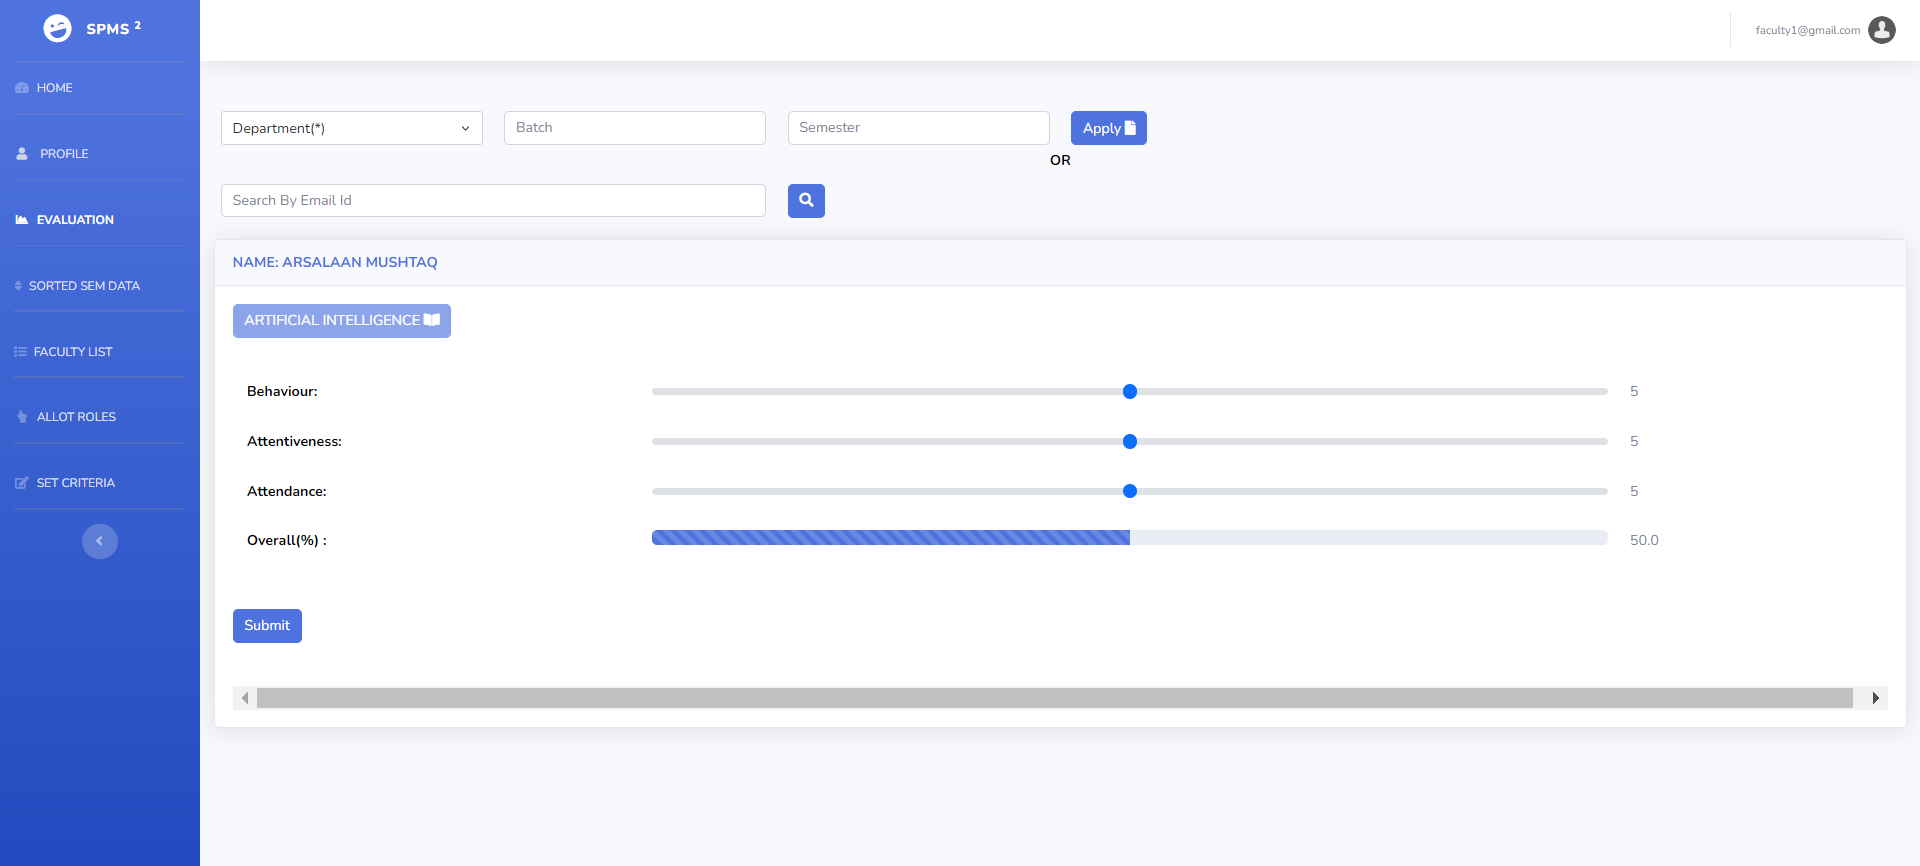 SPMS 2
faculty1@gmail.com
HOME
PROFILE
EVALUATION
SORTED SEM DATA
FACULTY LIST
ALLOT ROLES
SET CRITERIA
Department(*)
Batch
Semester
Apply
OR
Search By Email Id
NAME: ARSALAAN MUSHTAQ
ARTIFICIAL INTELLIGENCE
Behaviour: 5
Attentiveness: 5
Attendance: 5
Overall(%) : 50.0
Submit